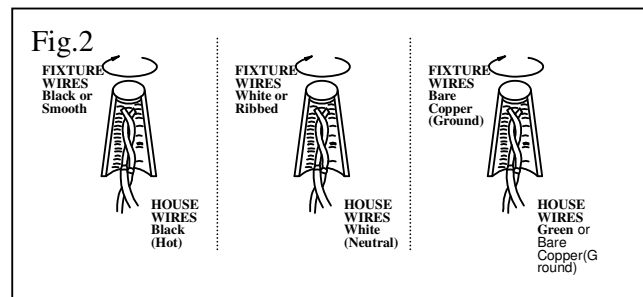 Fig.2
FIXTURE
WIRES
Black or
Smooth
HOUSE
WIRES
Black
(Hot)
FIXTURE
WIRES
White or
Ribbed
HOUSE
WIRES
White
(Neutral)
FIXTURE
WIRES
Bare
Copper
(Ground)
HOUSE
WIRES
Green or
Bare
Copper(G
round)